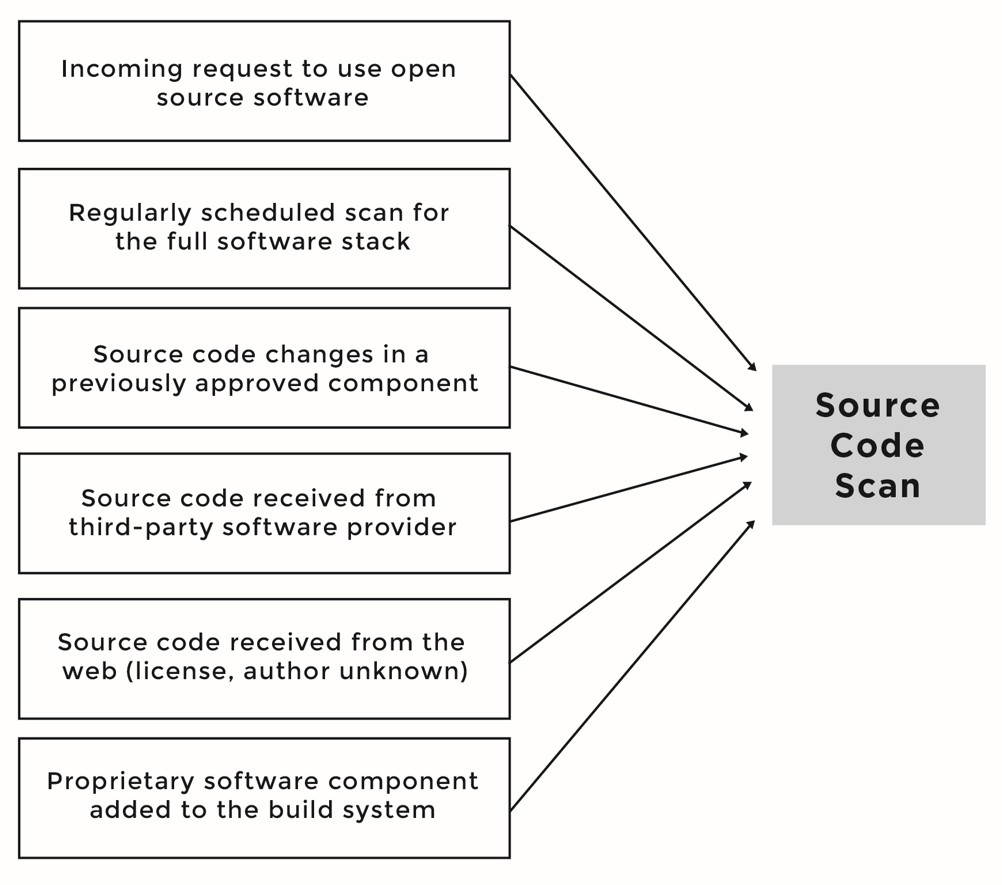 Incoming request to use open
source software
Regularly scheduled scan for
the full software stack
Source code changes in a
previously approved component
Source code received from
third-party software provider
Source code received from the
web (license, author unknown)
Proprietary software component
added to the build system
Source
Code
Scan